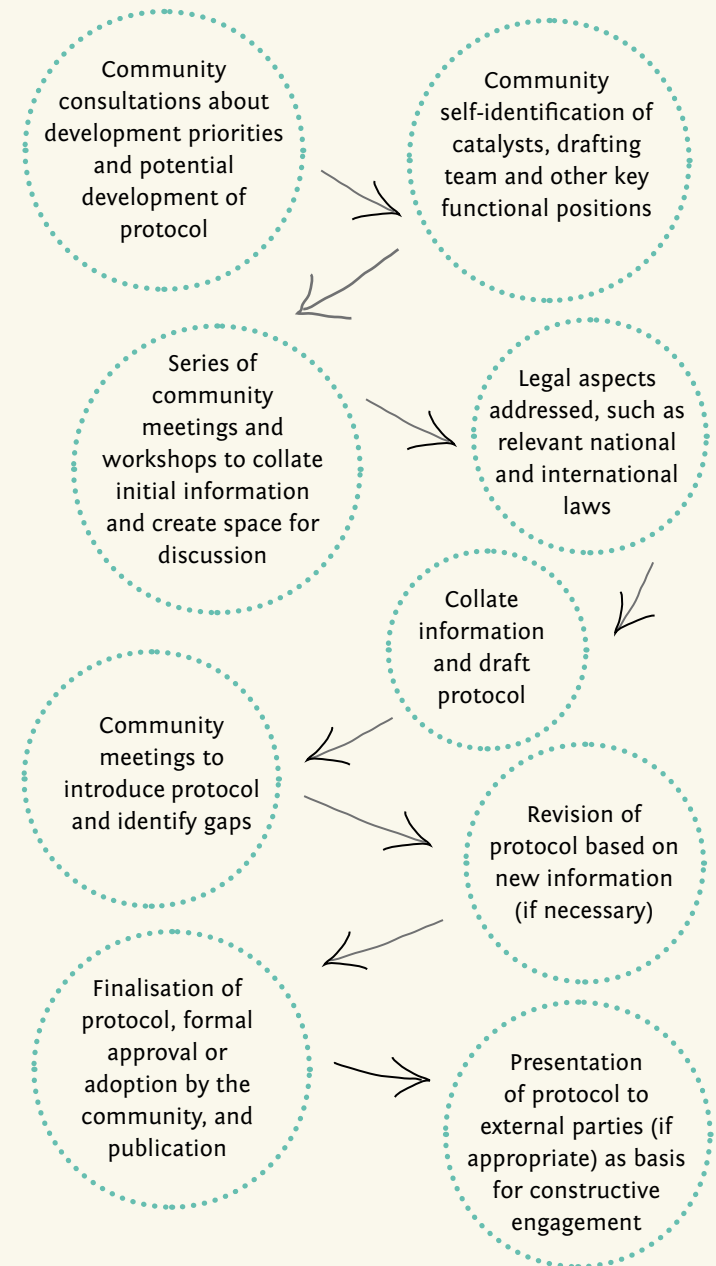 Community
consultations about
development priorities
and potential
development of
protocol
Community
self-identification of
catalysts, drafting
team and other key
functional positions
Series of
community
meetings and
workshops to collate
initial information
and create space for
discussion
Legal aspects
addressed, such as
relevant national
and international
laws
Collate
information
and draft
protocol
Community
meetings to
introduce protocol
and identify gaps
Revision of
protocol based on
new information
(if necessary)
Finalisation of
protocol, formal
approval or
adoption by the
community, and
publication
Presentation
of protocol to
external parties (if
appropriate) as basis
for constructive
engagement